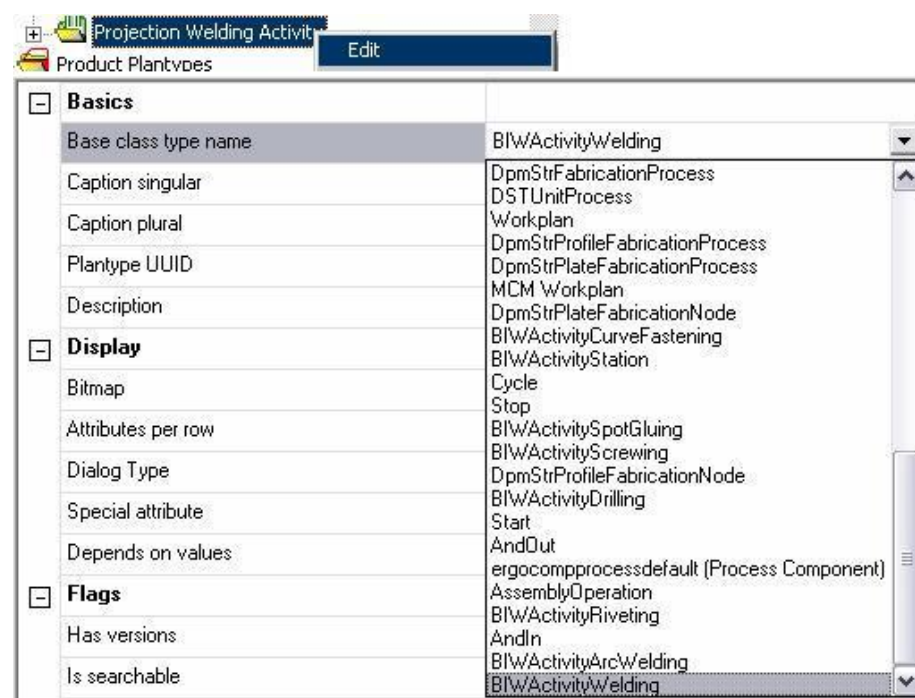 Projection Welding Activit
Edit
Product Plantypes
Basics
Base class type name
BIWActivityWelding
Caption singular
Caption plural
Plantype UUID
Description
Display
Bitmap
Attributes per row
Dialog Type
Special attribute
Depends on values
Flags
Has versions
Is searchable
DpmStrFabricationProcess
DSTUnitProcess
Workplan
DpmStrProfileFabricationProcess
DpmStrPlateFabricationProcess
MCM Workplan
DpmStrPlateFabricationNode
BIWActivityCurveFastening
BIWActivityStation
Cycle
Stop
BIWActivitySpotGluing
BIWActivityScrewing
DpmStrProfileFabricationNode
BIWActivityDrilling
Start
AndOut
ergocompprocessdefault (Process Component)
AssemblyOperation
BIWActivityRiveting
AndIn
BIWActivityArcWelding
BIWActivityWelding